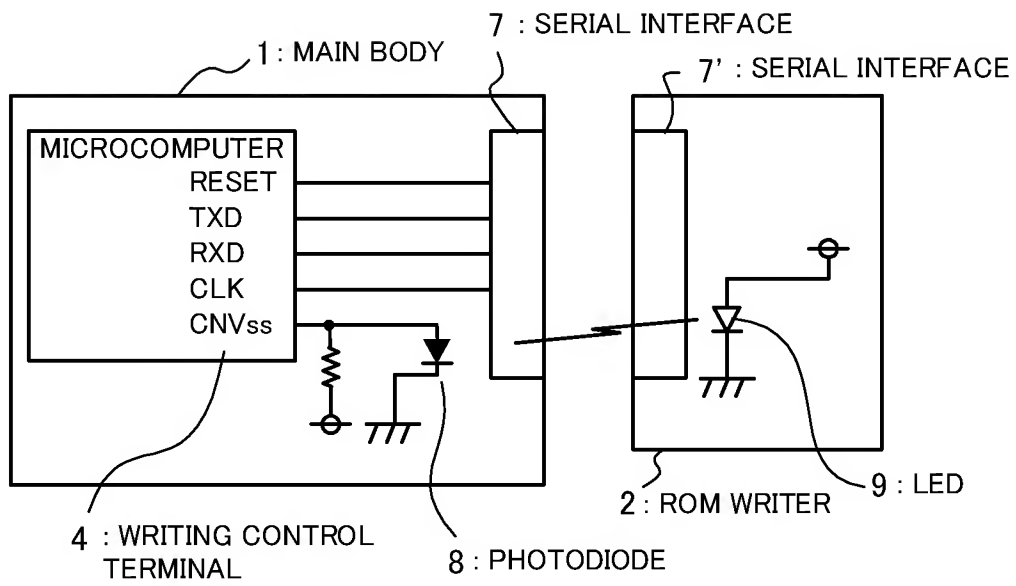 7 : SERIAL INTERFACE
1 : MAIN BODY
7' : SERIAL INTERFACE
MICROCOMPUTER
RESET
TXD
RXD
CLK
CNVss
4 : WRITING CONTROL
TERMINAL
8 : PHOTODIODE
2 : ROM WRITER
9 : LED